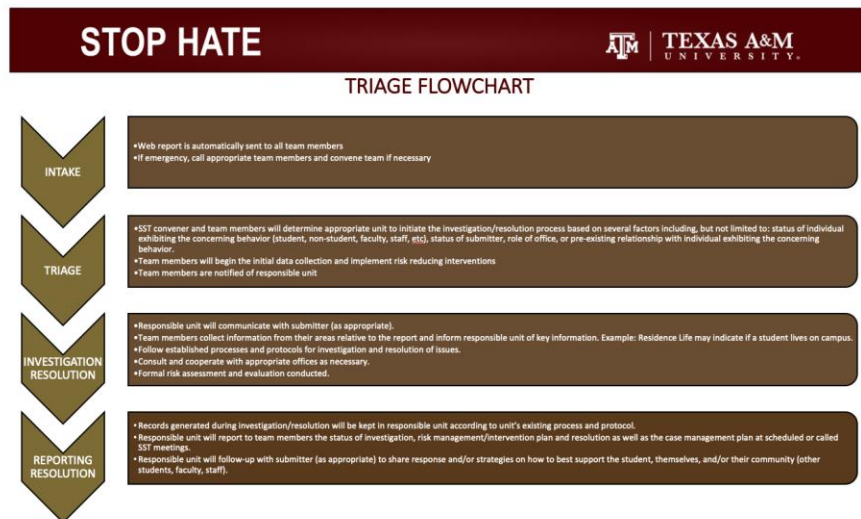 STOP HATE
ĀM | TEXAS A&M
UNIVERSITY®
TRIAGE FLOWCHART
INTAKE
•Web report is automatically sent to all team members
•If emergency, call appropriate team members and convene team if necessary
TRIAGE
•SST convener and team members will determine appropriate unit to initiate the investigation/resolution process based on several factors including, but not limited to: status of individual
exhibiting the concerning behavior (student, non-student, faculty, staff, etc), status of submitter, role of office, or pre-existing relationship with individual exhibiting the concerning
behavior.
•Team members will begin the initial data collection and implement risk reducing interventions
•Team members are notified of responsible unit
INVESTIGATION
RESOLUTION
•Responsible unit will communicate with submitter (as appropriate).
•Team members collect information from their areas relative to the report and inform responsible unit of key information. Example: Residence Life may indicate if a student lives on campus.
•Follow established processes and protocols for investigation and resolution of issues.
•Consult and cooperate with appropriate offices as necessary.
•Formal risk assessment and evaluation conducted.
REPORTING
RESOLUTION
• Records generated during investigation/resolution will be kept in responsible unit according to unit's existing process and protocol.
• Responsible unit will report to team members the status of investigation, risk management/intervention plan and resolution as well as the case management plan at scheduled or called
SST meetings.
• Responsible unit will follow-up with submitter (as appropriate) to share response and/or strategies on how to best support the student, themselves, and/or their community (other
students, faculty, staff).